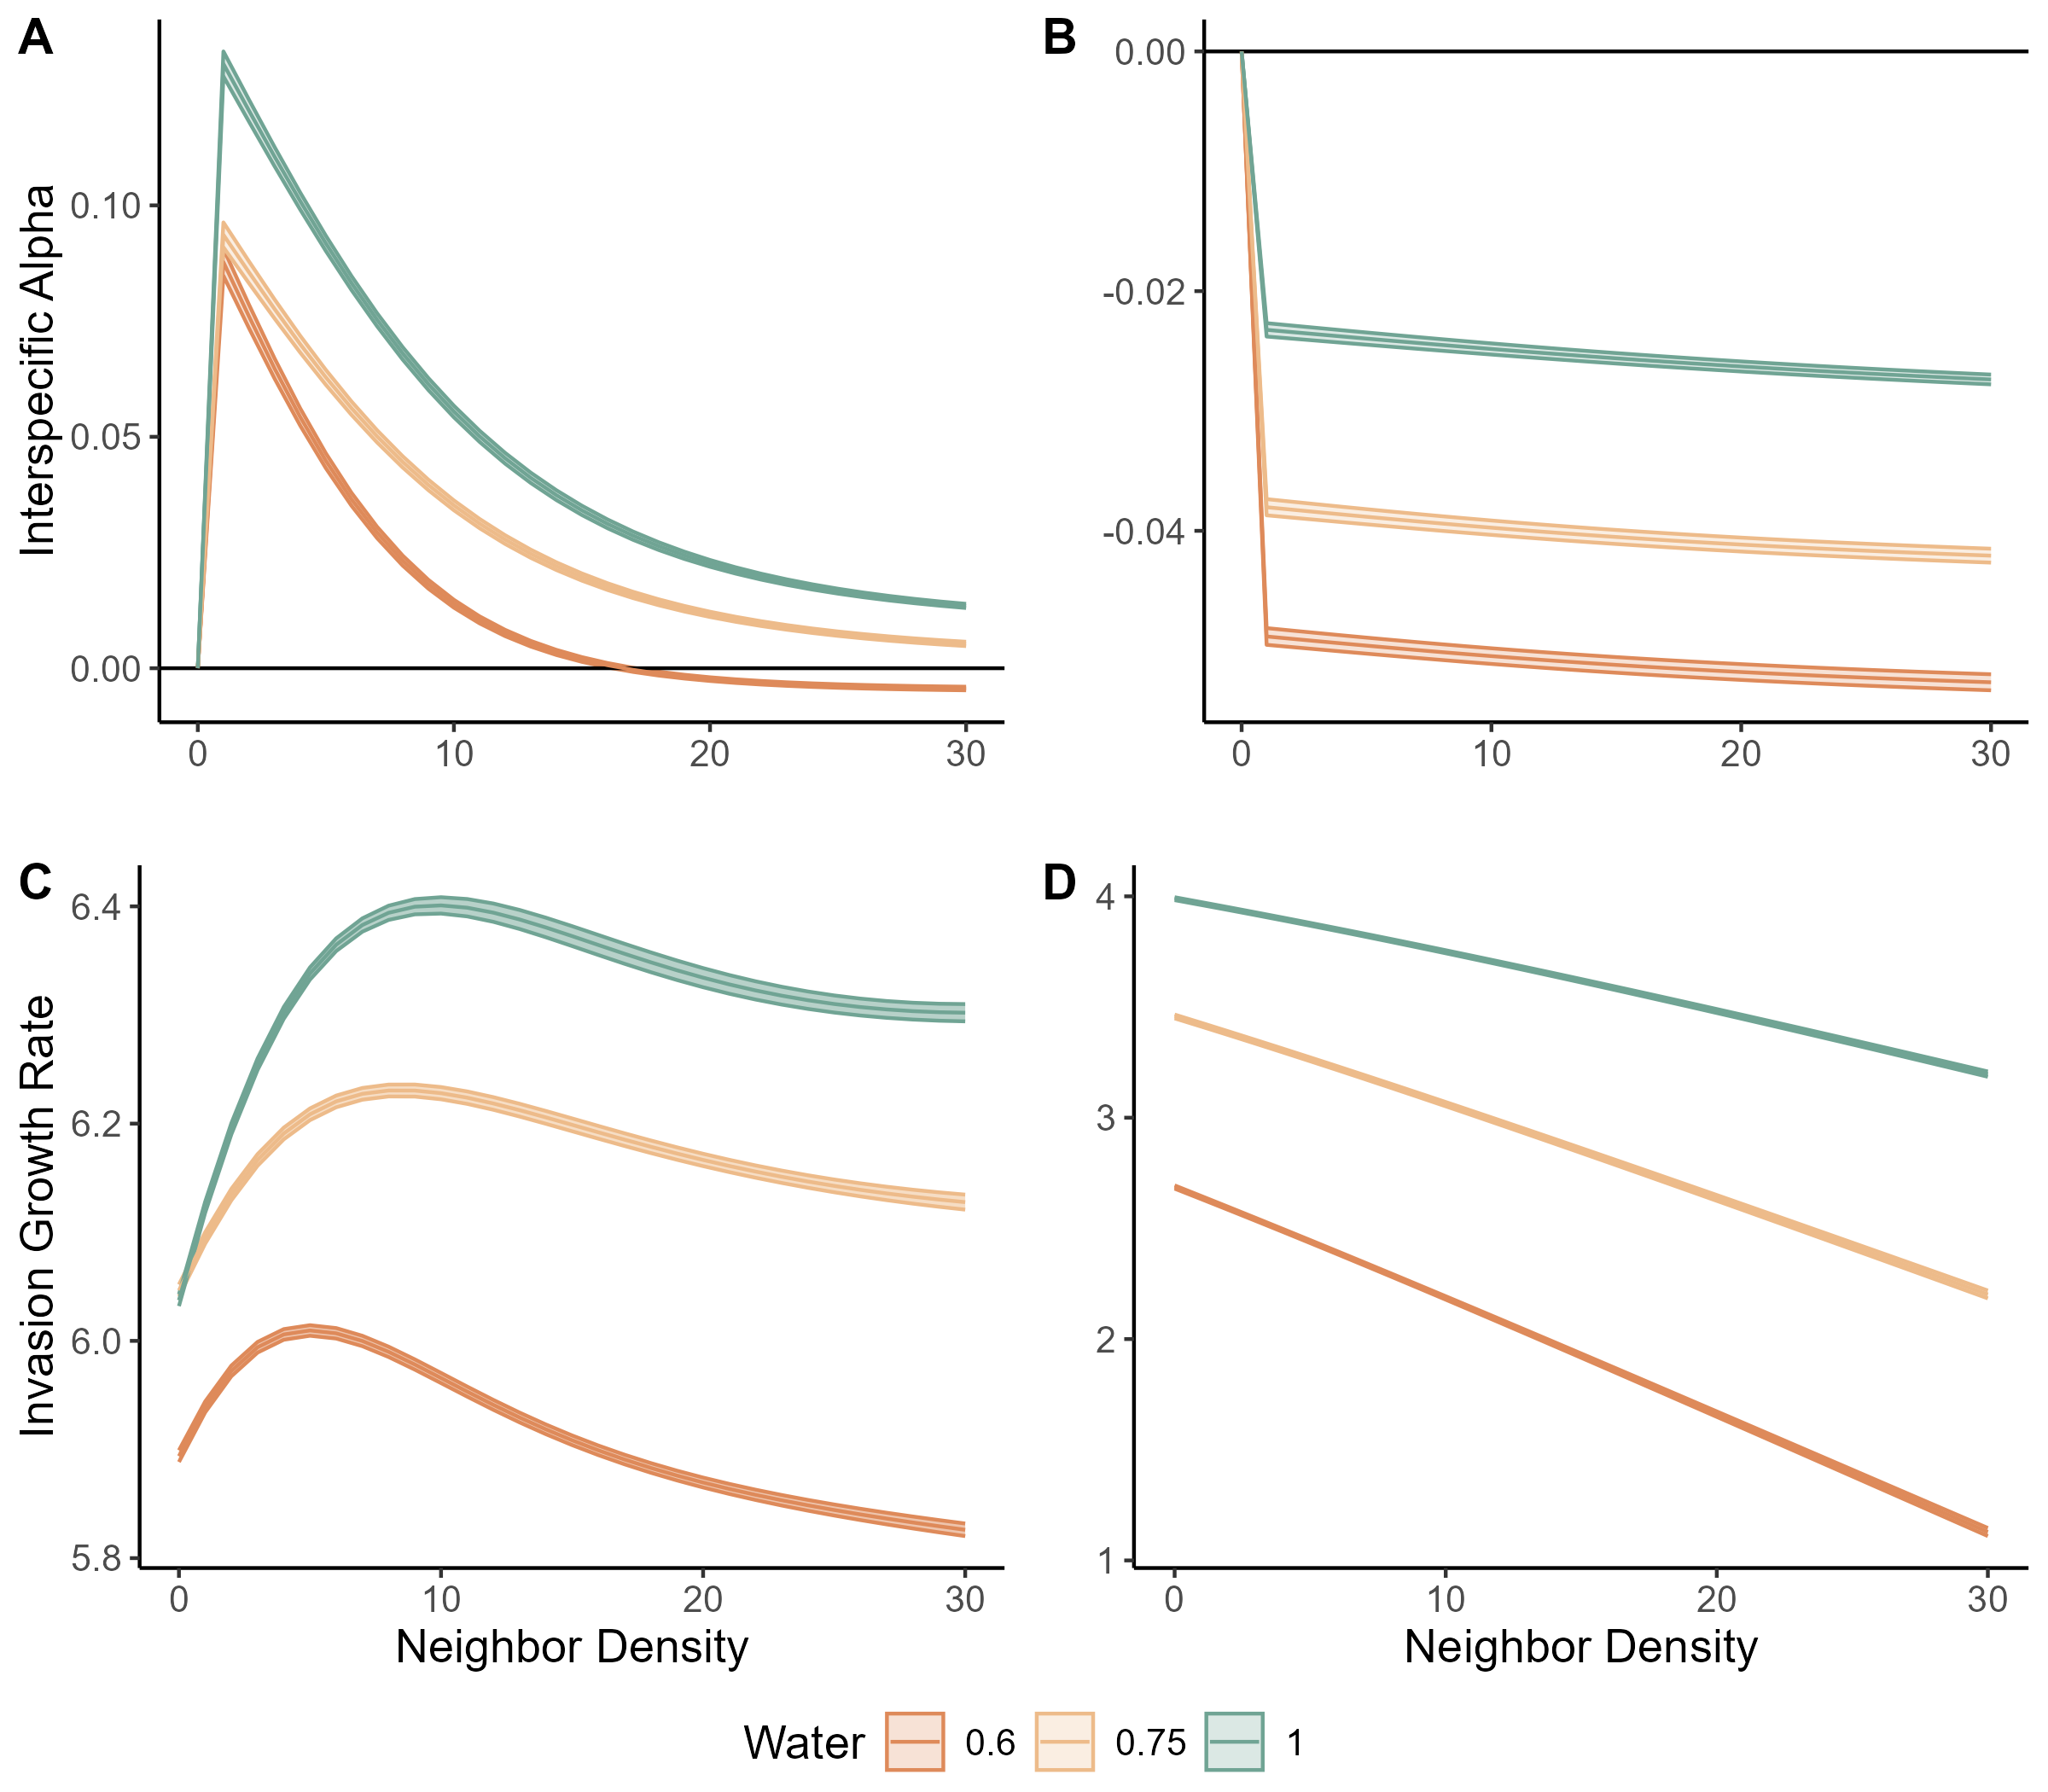 A
Interspecific Alpha
0.10
0.05
0.00
0 10 20 30
B
0.00
-0.02
-0.04
0 10 20 30
C
Invasion Growth Rate
6.4
6.2
6.0
5.8
0 10 20 30
Neighbor Density
D
4
3
2
1
0 10 20 30
Neighbor Density
Water 0.6 0.75 1